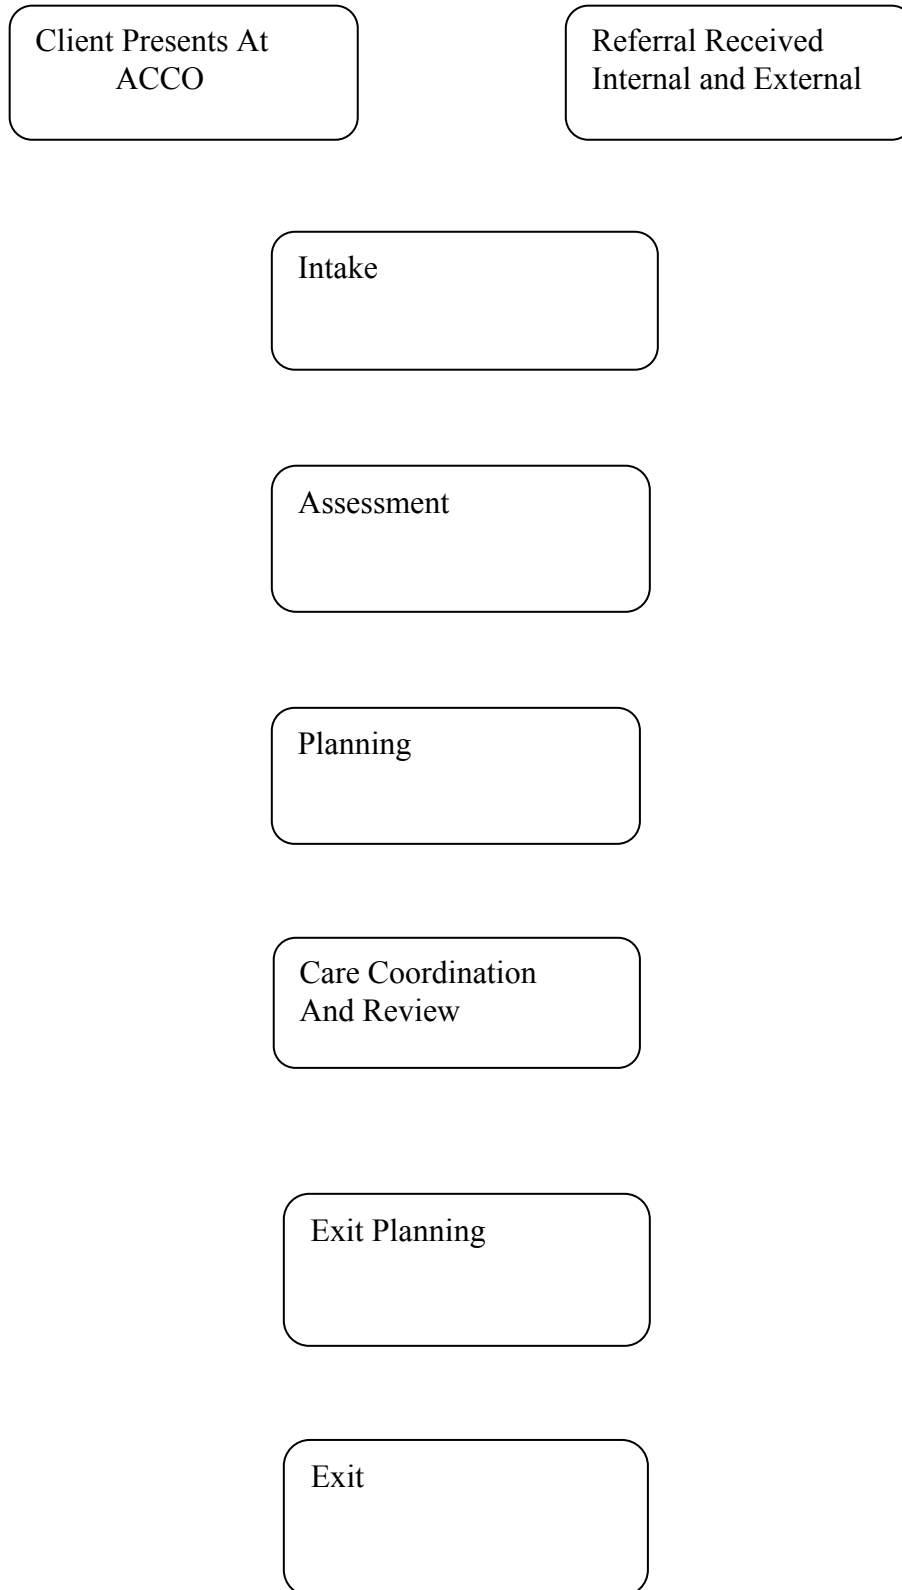 Client Presents At
ACCO
Referral Received
Internal and External
Intake
Assessment
Planning
Care Coordination
And Review
Exit Planning
Exit